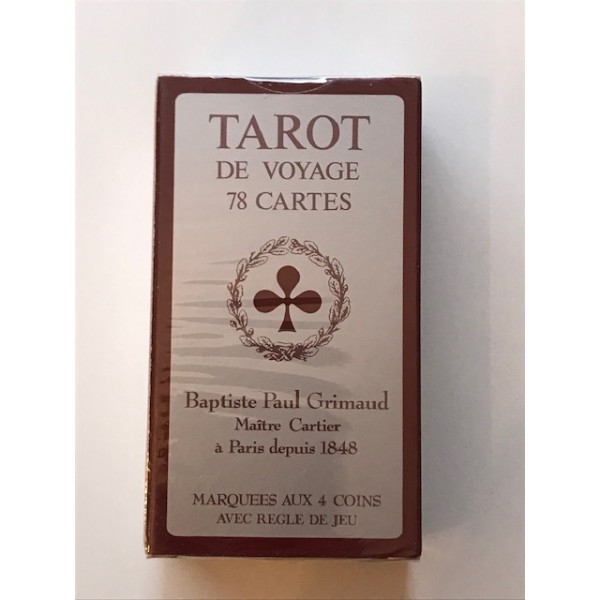 TAROT
DE VOYAGE
78 CARTES
Baptiste Paul Grimaud
Maître Cartier
à Paris depuis 1848
MARQUEES AUX 4 COINS
AVEC REGLE DE JEU